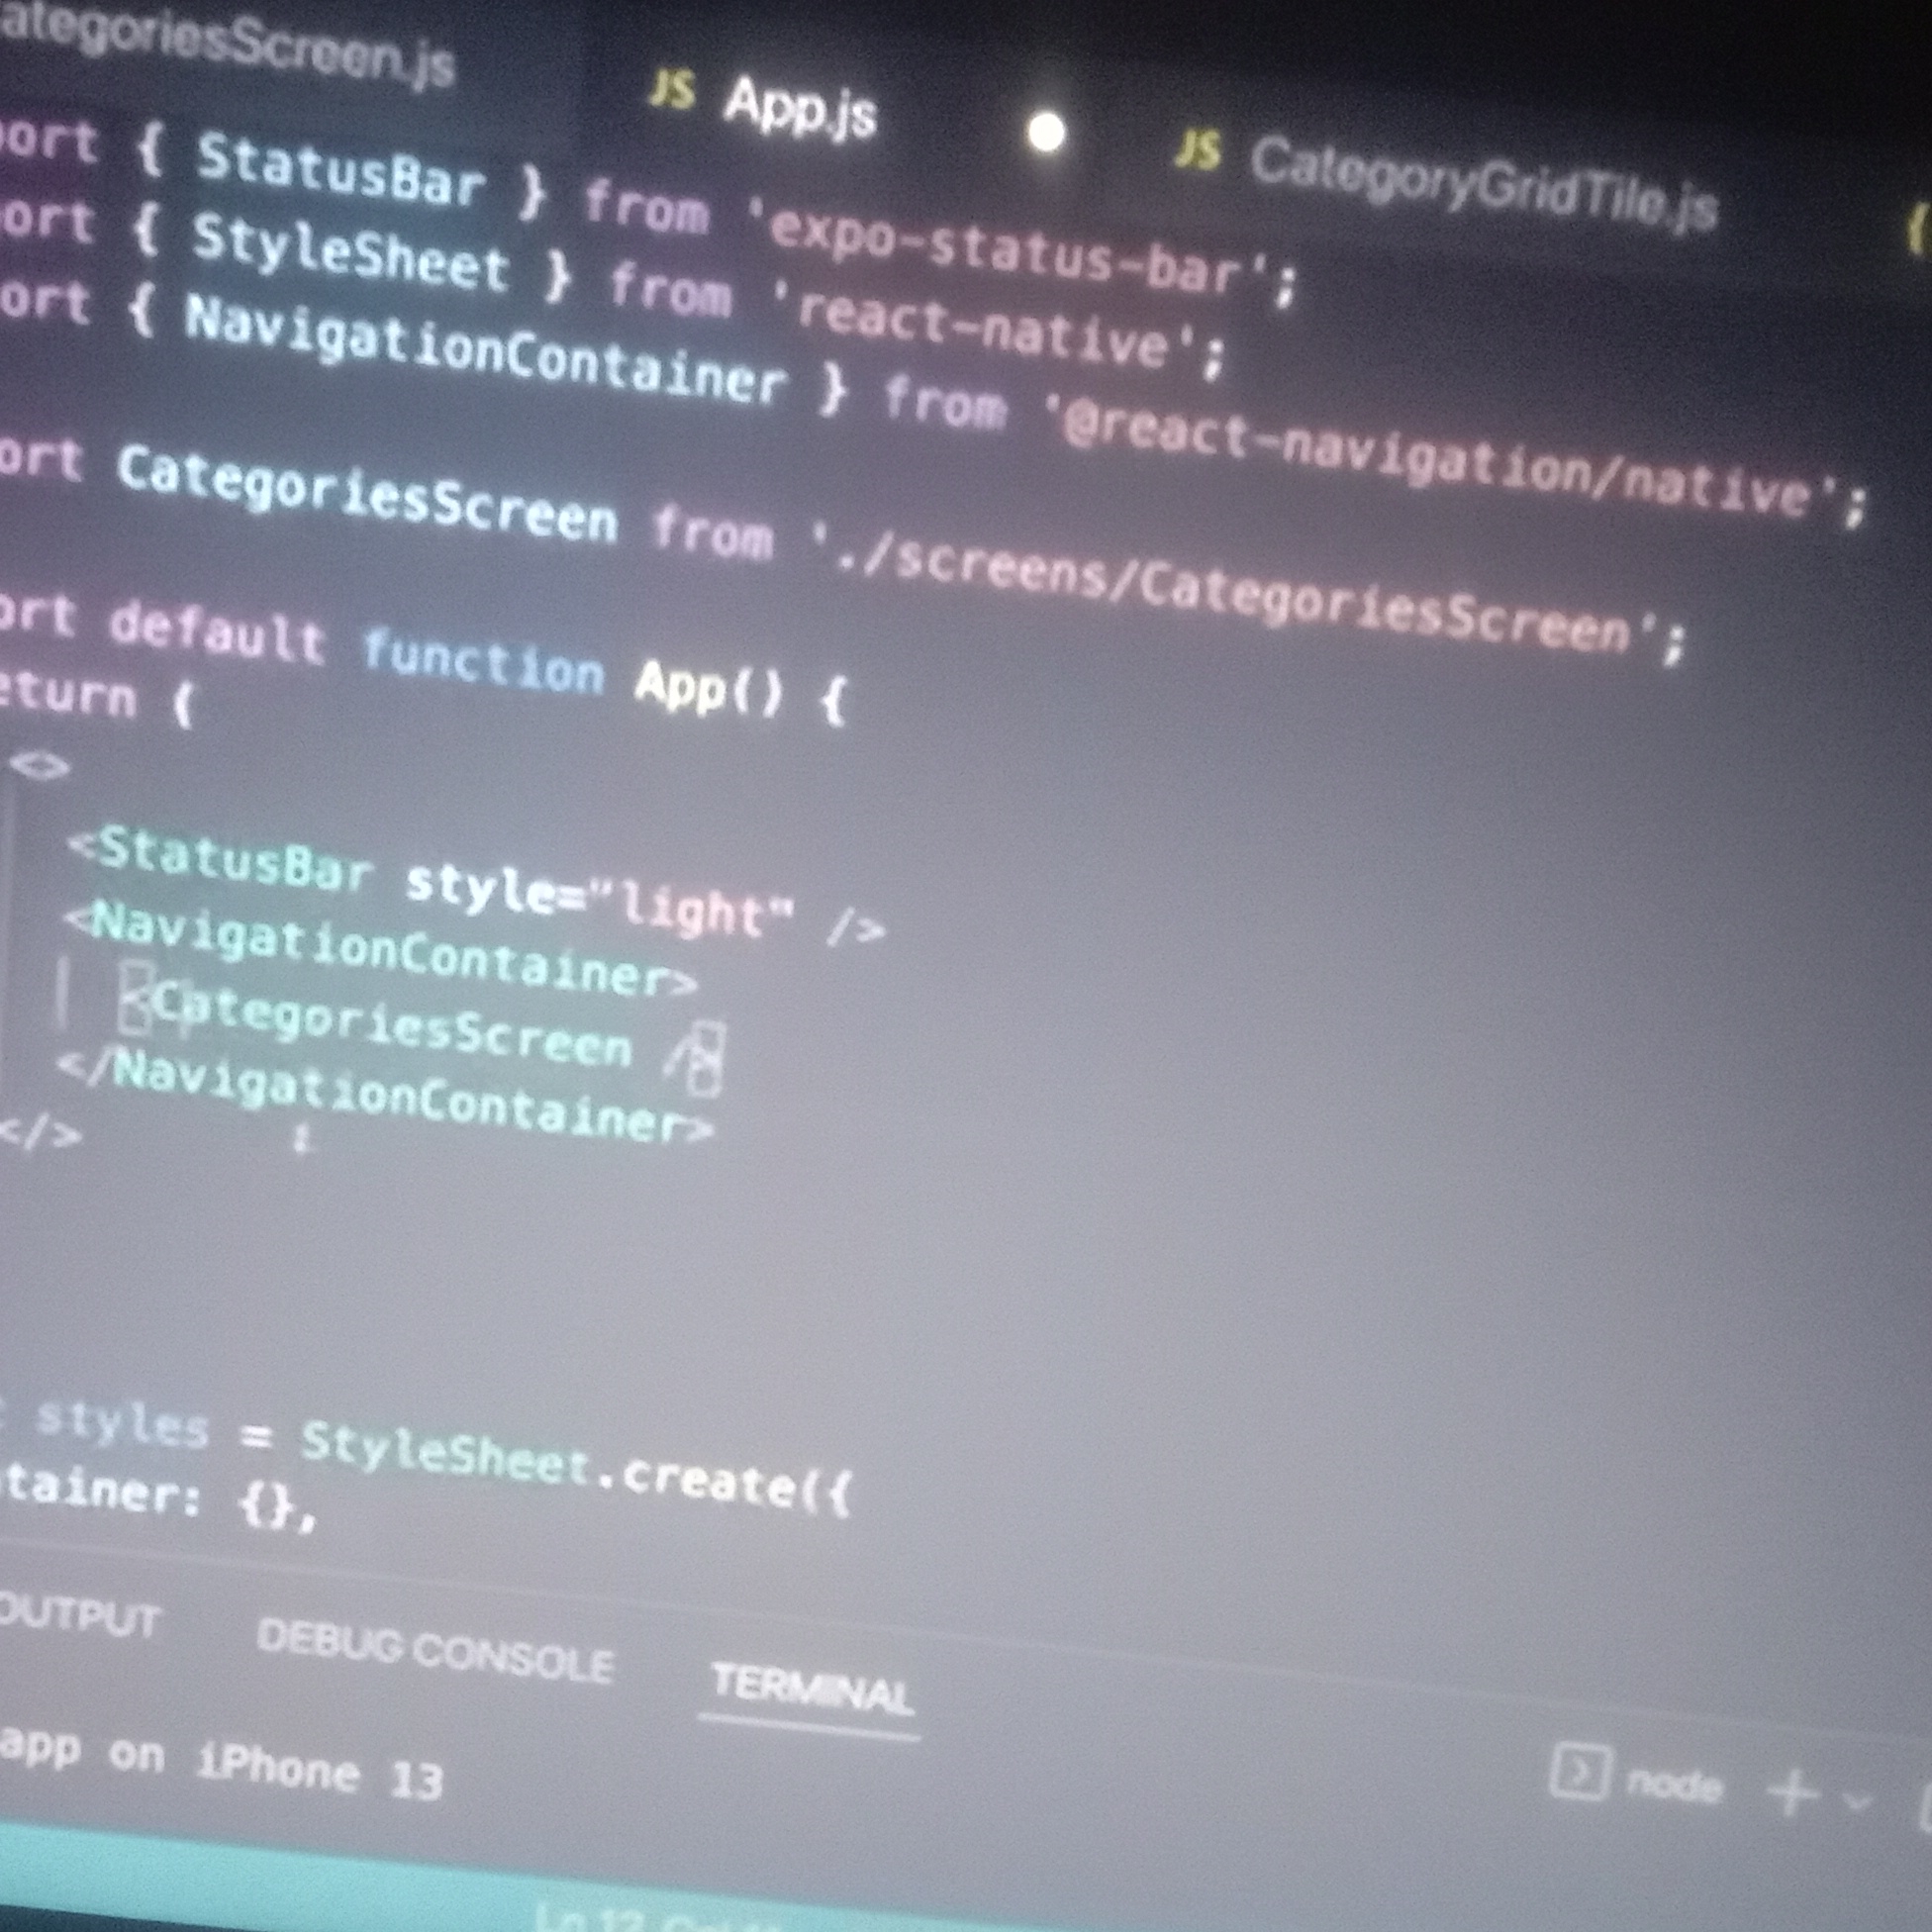 ategoriesScreen.js
JS App.js
JS CategoryGridTile.js
{
ort { StatusBar } from 'expo-status-bar';
ort { StyleSheet } from 'react-native';
ort { NavigationContainer } from '@react-navigation/native';
ort CategoriesScreen from './screens/CategoriesScreen';
ort default function App() {
eturn (
<>
<StatusBar style="light" />
<NavigationContainer>
<CategoriesScreen />
</NavigationContainer>
</>
styles = StyleSheet.create({
tainer: {},
OUTPUT DEBUG CONSOLE TERMINAL
app on iPhone 13
node